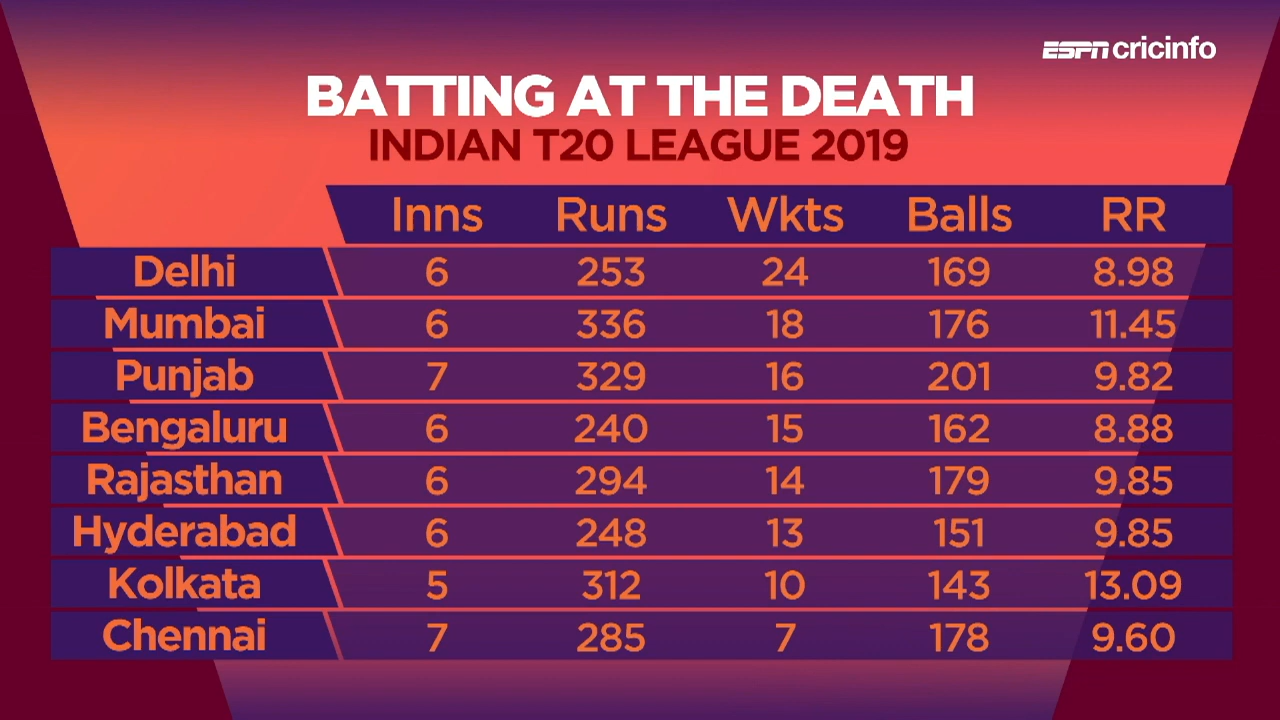 ESPN cricinfo
BATTING AT THE DEATH
INDIAN T20 LEAGUE 2019
Inns Runs Wkts Balls RR
Delhi 6 253 24 169 8.98
Mumbai 6 336 18 176 11.45
Punjab 7 329 16 201 9.82
Bengaluru 6 240 15 162 8.88
Rajasthan 6 294 14 179 9.85
Hyderabad 6 248 13 151 9.85
Kolkata 5 312 10 143 13.09
Chennai 7 285 7 178 9.60